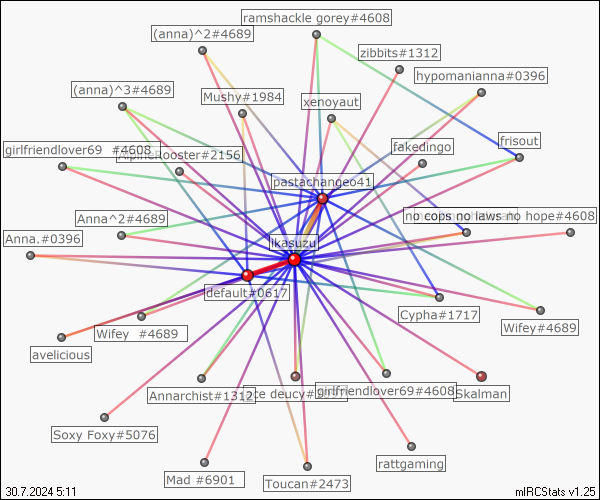 ramshackle gorey#4608
(anna)^2#4689
zibbits#1312
hypomanianna#0396
(anna)^3#4689
Mushy#1984
xenoyaut
frisout
girlfriendlover69 #4608
AlpineRooster#2156
fakedingo
pastachangeo41
Anna^2#4689
no cops no laws no hope#4608
Anna.#0396
ikasuzu
default#0617
Cypha#1717
Wifey #4689
Wifey#4689
avelicious
Annarchist#1312
ce deucy#
girlfriendlover69#4608
Skalman
Soxy Foxy#5076
rattgaming
Mad #6901
Toucan#2473
30.7.2024 5:11
mIRCStats v1.25